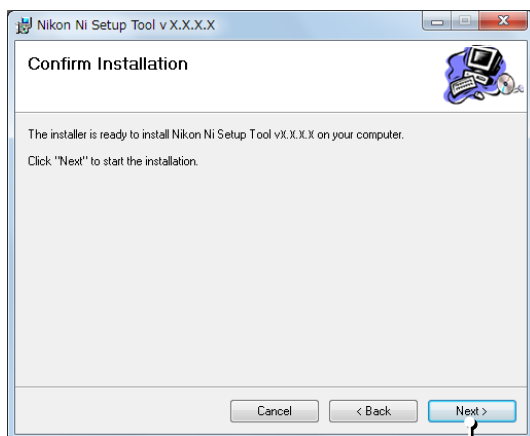 Nikon Ni Setup Tool v X.X.X.X
Confirm Installation
The installer is ready to install Nikon Ni Setup Tool vX.X.X.X on your computer.
Click "Next" to start the installation.
Cancel
< Back
Next >